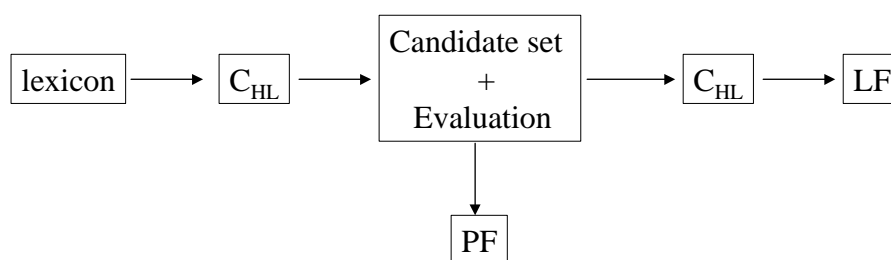 Candidate set
+
Evaluation
lexicon
C_HL
C_HL
LF
PF